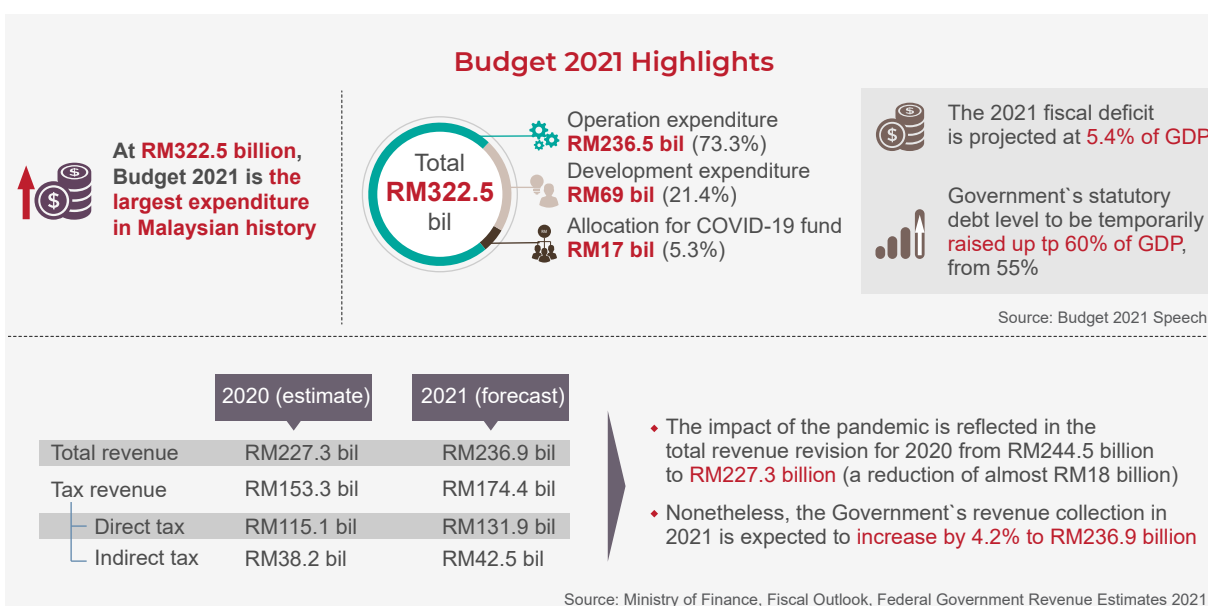 Budget 2021 Highlights
At RM322.5 billion,
Budget 2021 is the
largest expenditure
in Malaysian history
Total
RM322.5
bil
Operation expenditure
RM236.5 bil (73.3%)
Development expenditure
RM69 bil (21.4%)
Allocation for COVID-19 fund
RM17 bil (5.3%)
The 2021 fiscal deficit
is projected at 5.4% of GDP
Government`s statutory
debt level to be temporarily
raised up tp 60% of GDP,
from 55%
Source: Budget 2021 Speech
2020 (estimate) 2021 (forecast)
Total revenue RM227.3 bil RM236.9 bil
Tax revenue RM153.3 bil RM174.4 bil
Direct tax RM115.1 bil RM131.9 bil
Indirect tax RM38.2 bil RM42.5 bil
The impact of the pandemic is reflected in the
total revenue revision for 2020 from RM244.5 billion
to RM227.3 billion (a reduction of almost RM18 billion)
Nonetheless, the Government`s revenue collection in
2021 is expected to increase by 4.2% to RM236.9 billion
Source: Ministry of Finance, Fiscal Outlook, Federal Government Revenue Estimates 2021